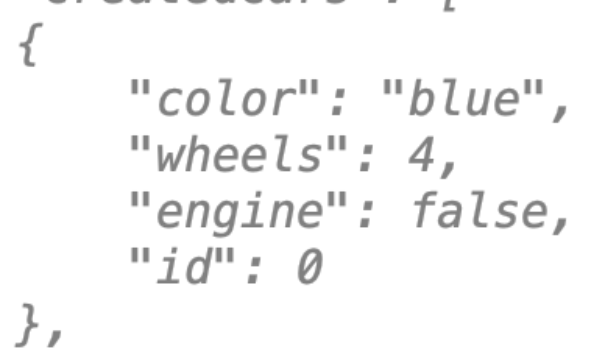 {
"color": "blue",
"wheels": 4,
"engine": false,
"id": 0
},